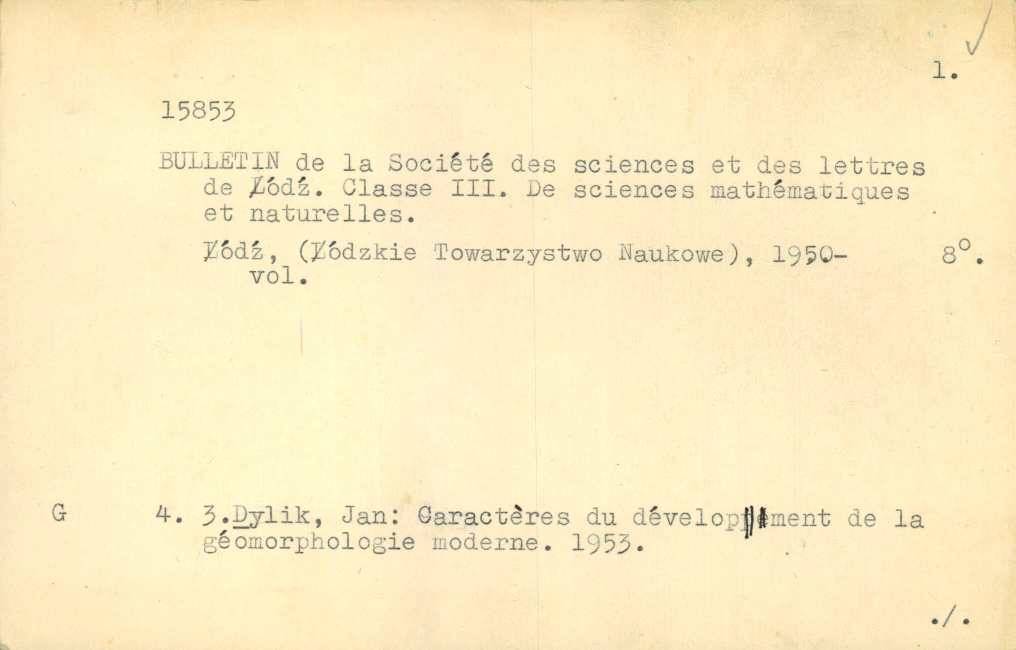 1.
15853
BULLETIN de la Société des sciences et des lettres
de Łódź. Classe III. De sciences mathématiques
et naturelles.
Łódź, (Łódzkie Towarzystwo Naukowe), 1950- 8°.
vol.
G 4. 3.Dylik, Jan: Caractères du développement de la
géomorphologie moderne. 1953.
./.